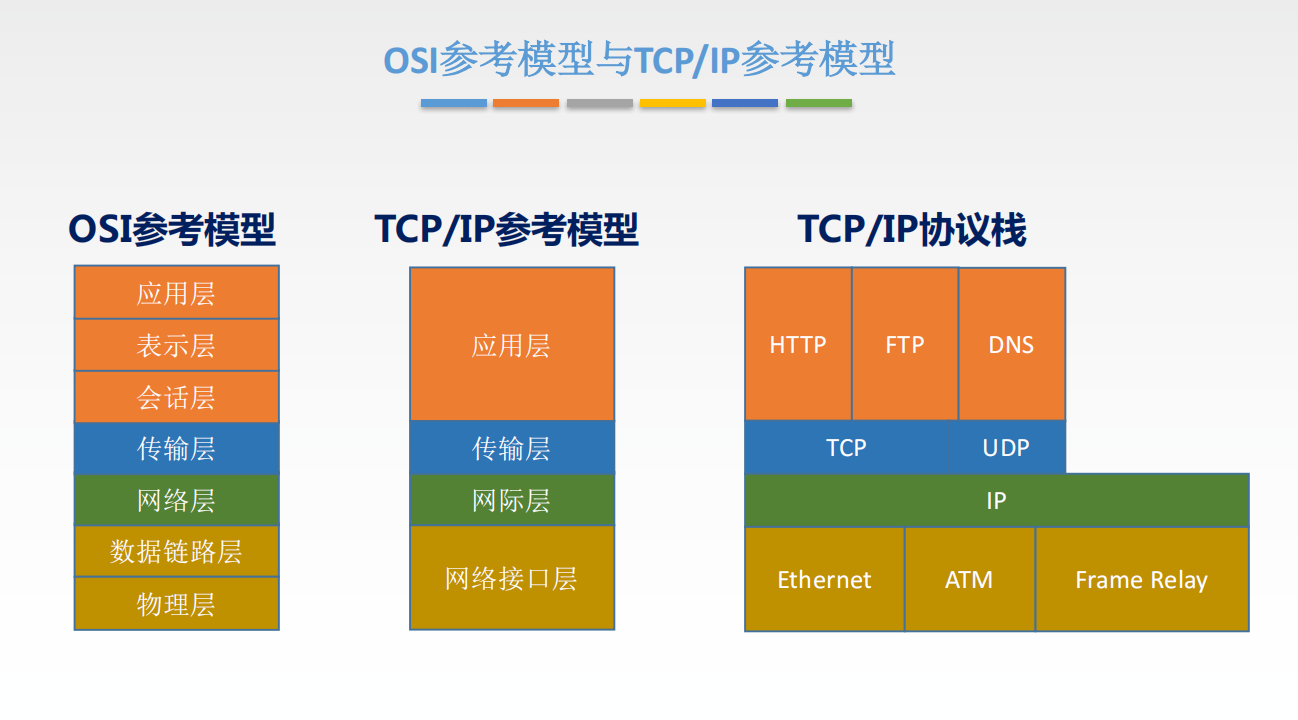 OSI参考模型与TCP/IP参考模型
OSI参考模型
应用层
表示层
会话层
传输层
网络层
数据链路层
物理层
TCP/IP参考模型
应用层
传输层
网际层
网络接口层
TCP/IP协议栈
HTTP FTP DNS
TCP UDP
IP
Ethernet ATM Frame Relay